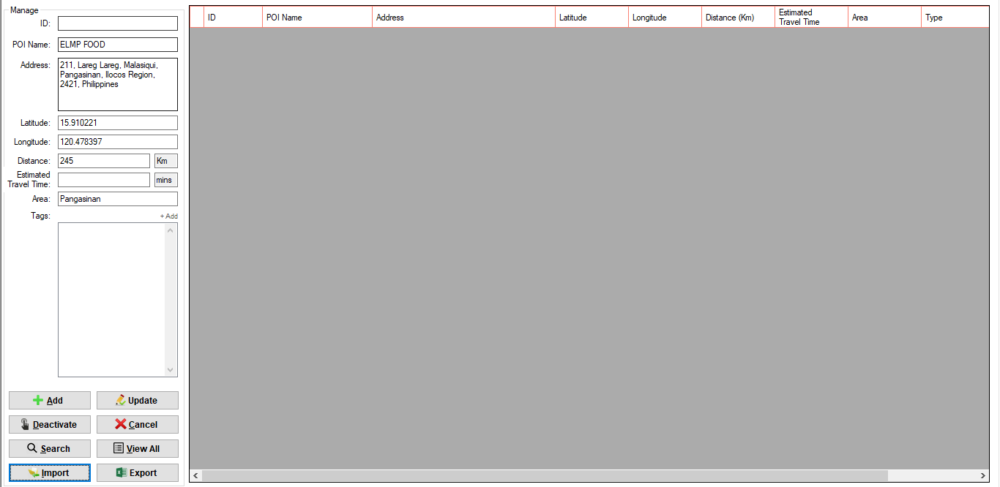 Manage
ID:
POI Name: ELMP FOOD
Address: 211, Lareg Lareg, Malasiqui,
Pangasinan, Ilocos Region,
2421, Philippines
Latitude: 15.910221
Longitude: 120.478397
Distance: 245 Km
Estimated
Travel Time: mins
Area: Pangasinan
Tags: + Add
Add Update
Deactivate Cancel
Search View All
Import Export
ID POI Name Address Latitude Longitude Distance (Km) Estimated Travel Time Area Type